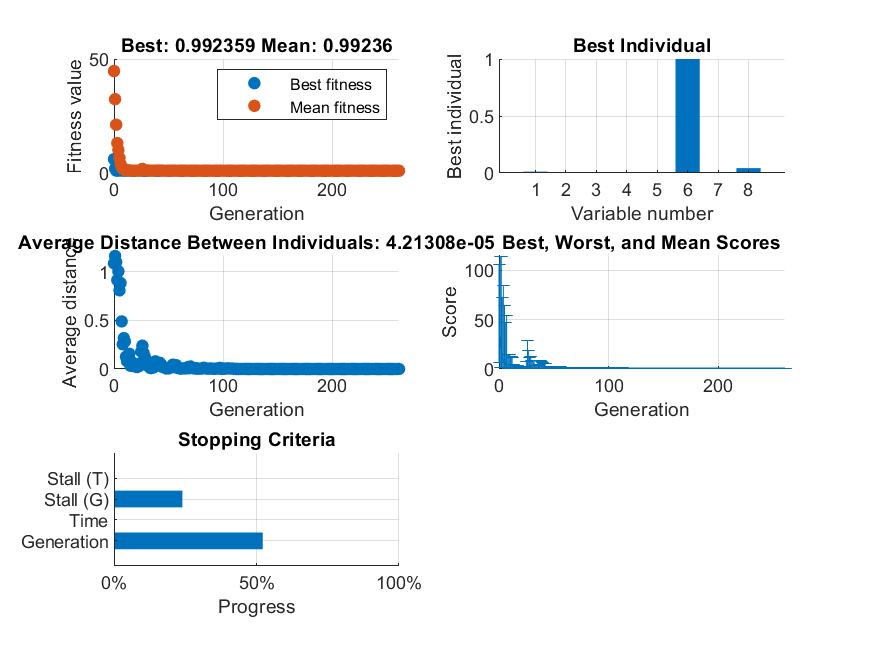 Best: 0.992359 Mean: 0.99236
Fitness value
50
0
Best fitness
Mean fitness
0 100 200
Generation
Best Individual
Best individual
1
0.5
0
1 2 3 4 5 6 7 8
Variable number
Average Distance Between Individuals: 4.21308e-05
Average distance
1
0.5
0
0 100 200
Generation
Best, Worst, and Mean Scores
Score
100
50
0
0 100 200
Generation
Stopping Criteria
Stall (T)
Stall (G)
Time
Generation
0% 50% 100%
Progress